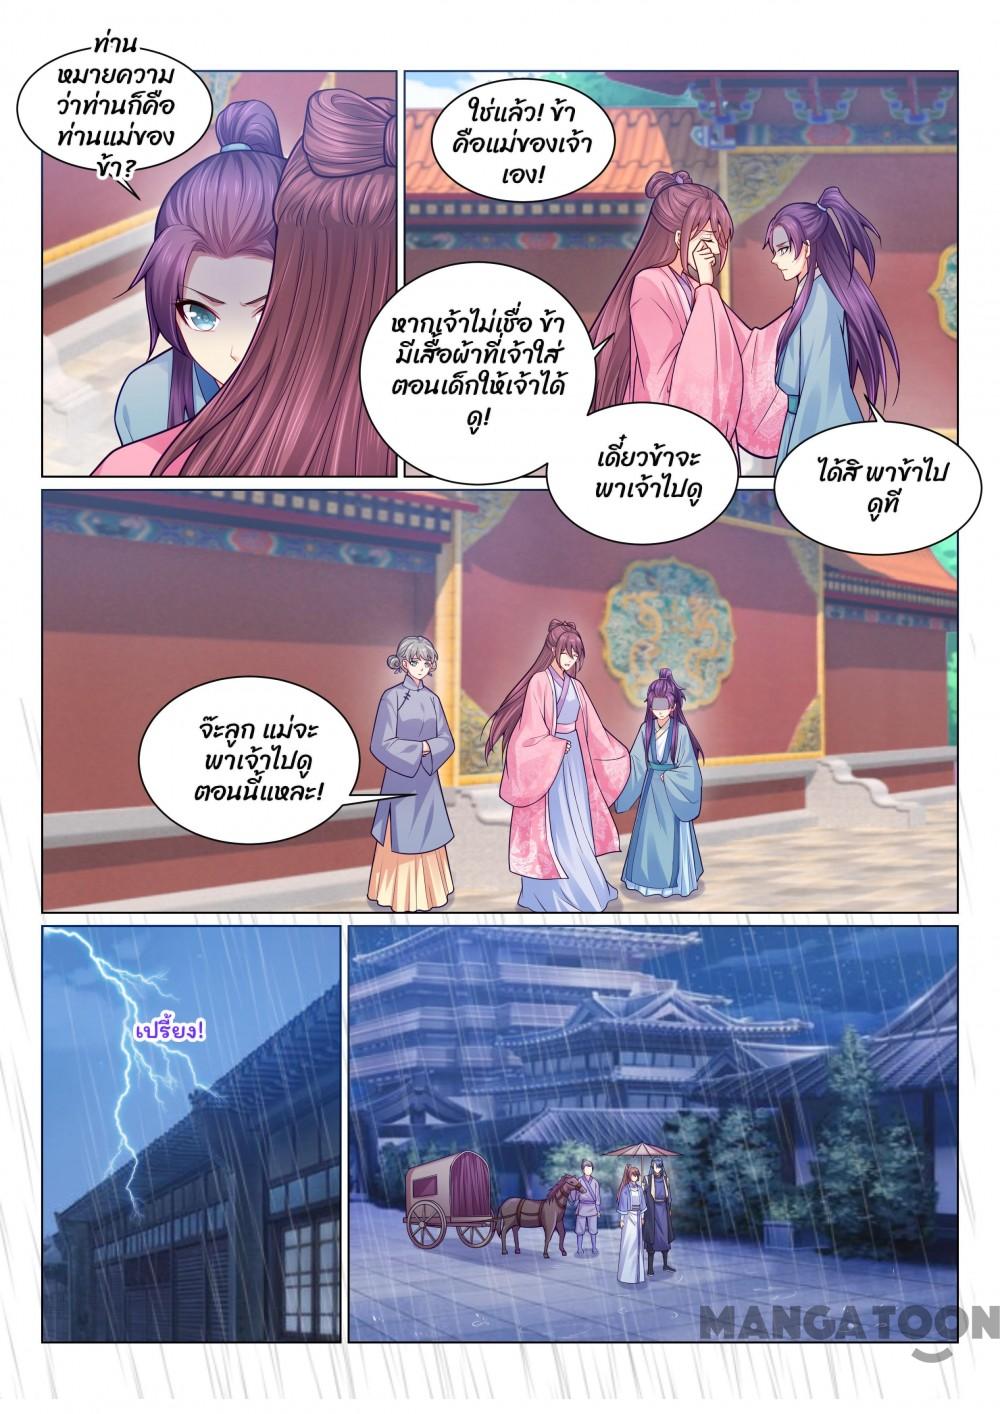 ท่าน
หมายความ
ว่าท่านก็คือ
ท่านแม่ของ
ข้า?
ใช่แล้ว! ข้า
คือแม่ของเจ้า
เอง!
หากเจ้าไม่เชื่อ ข้า
มีเสื้อผ้าที่เจ้าใส่
ตอนเด็กให้เจ้าได้
ดู!
เดี๋ยวข้าจะ
พาเจ้าไปดู
ได้สิ พาข้าไป
ดูที
จ๊ะลูก แม่จะ
พาเจ้าไปดู
ตอนนี้แหละ!
เปรี้ยง!
MANGATOON